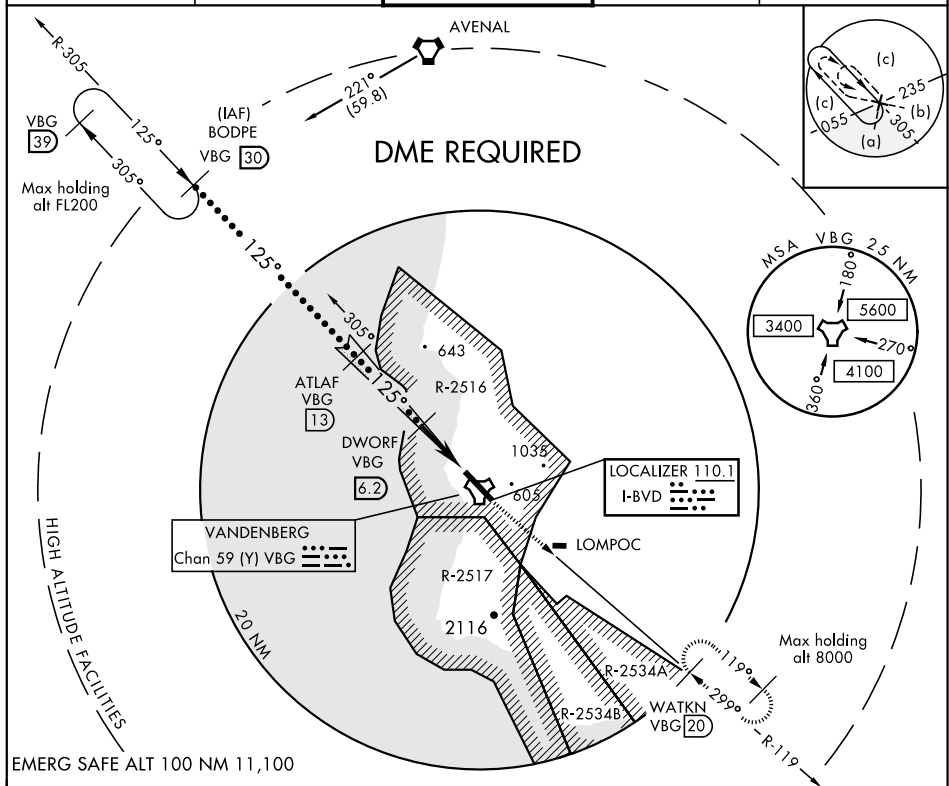 AVENAL
R-305
221°
(59.8)
(IAF)
BODPE
VBG 30
VBG
39
125°
305°
Max holding
alt FL200
DME REQUIRED
(c)
235
(c)
(b)
055
305
(a)
MSA VBG 25 NM
180°
3400
5600
270°
4100
360°
125°
305°
643
R-2516
ATLAF
VBG
13
125°
DWORF
VBG
6.2
1035
605
LOCALIZER 110.1
I-BVD
VANDENBERG
Chan 59 (Y) VBG
LOMPOC
R-2517
2116
HIGH ALTITUDE FACILITIES
20 NM
Max holding
alt 8000
119°
299°
R-2534A
R-2534B
WATKN
VBG 20
R-119
EMERG SAFE ALT 100 NM 11,100